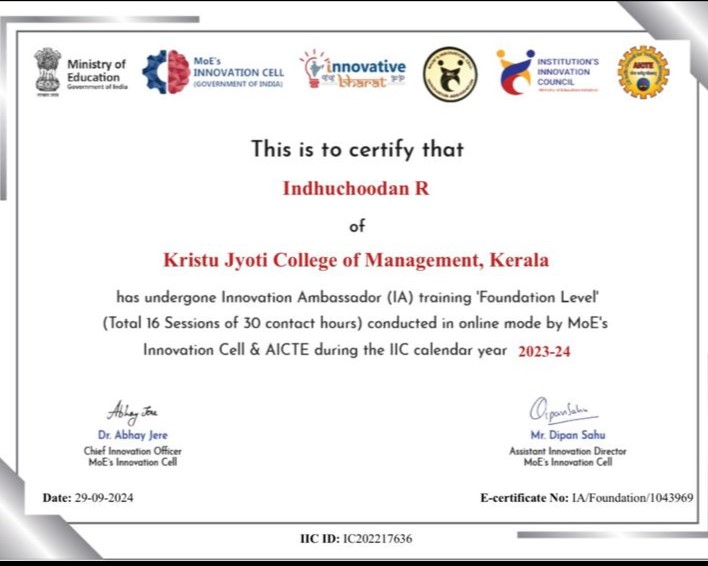 Ministry of
Education
Government of India
MoE's
INNOVATION CELL
(GOVERNMENT OF INDIA)
innovative
bharat
INSTITUTION'S
INNOVATION
COUNCIL
(Ministry of Education Initiative)
AICTE
This is to certify that
Indhuchoodan R
of
Kristu Jyoti College of Management, Kerala
has undergone Innovation Ambassador (IA) training 'Foundation Level'
(Total 16 Sessions of 30 contact hours) conducted in online mode by MoE's
Innovation Cell & AICTE during the IIC calendar year 2023-24
Abhay Jere
Dr. Abhay Jere
Chief Innovation Officer
MoE's Innovation Cell
Dipan Sahu
Mr. Dipan Sahu
Assistant Innovation Director
MoE's Innovation Cell
Date: 29-09-2024
E-certificate No: IA/Foundation/1043969
IIC ID: IC202217636